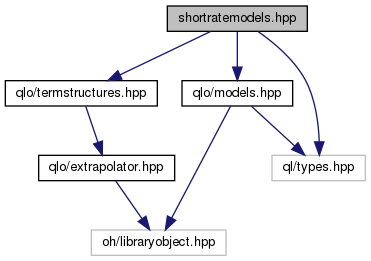 shortratemodels.hpp
qlo/termstructures.hpp
qlo/models.hpp
qlo/extrapolator.hpp
ql/types.hpp
oh/libraryobject.hpp